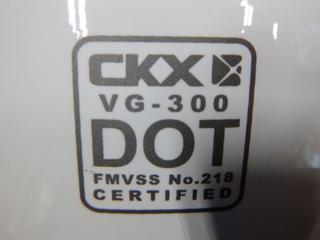 CKX
VG-300
DOT
FMVSS No.218
CERTIFIED